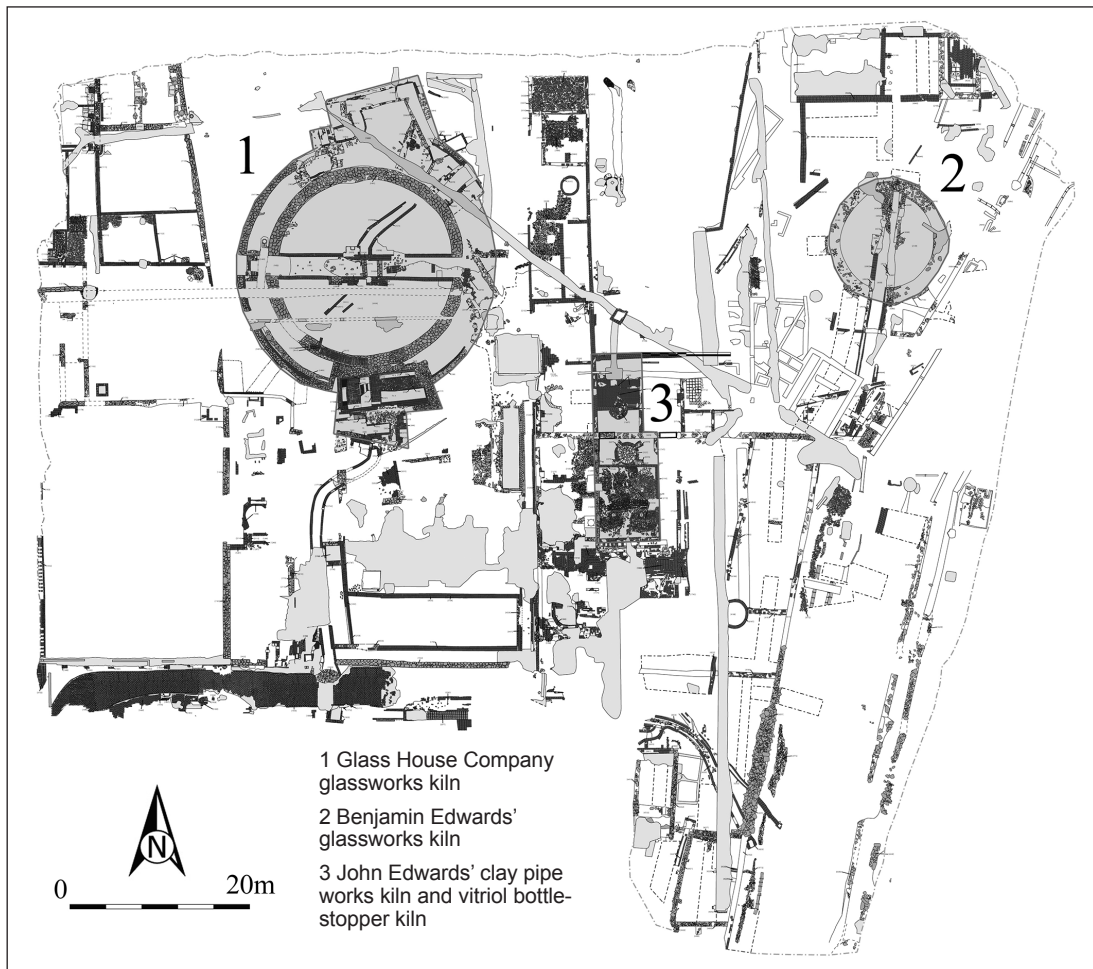 1
2
3
1 Glass House Company
glassworks kiln
2 Benjamin Edwards’
glassworks kiln
3 John Edwards’ clay pipe
works kiln and vitriol bottle-
stopper kiln
N
0 20m